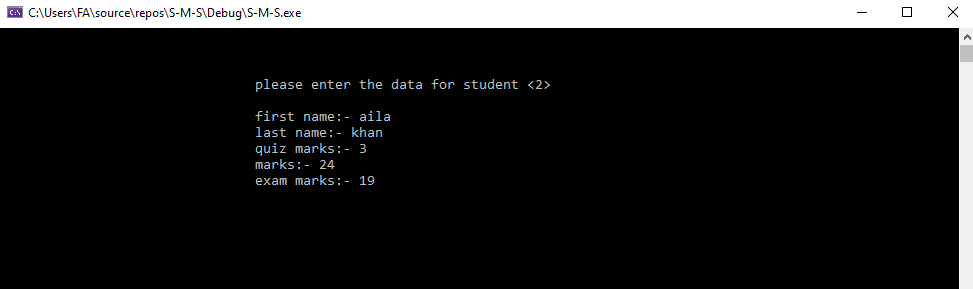 C:\Users\FA\source\repos\S-M-S\Debug\S-M-S.exe
please enter the data for student <2>
first name:- aila
last name:- khan
quiz marks:- 3
marks:- 24
exam marks:- 19